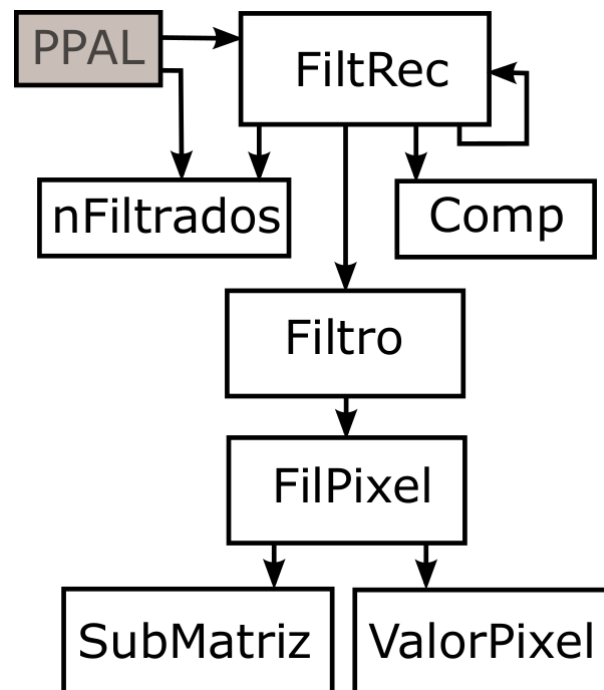 PPAL
FiltRec
nFiltrados
Comp
Filtro
FilPixel
SubMatriz
ValorPixel